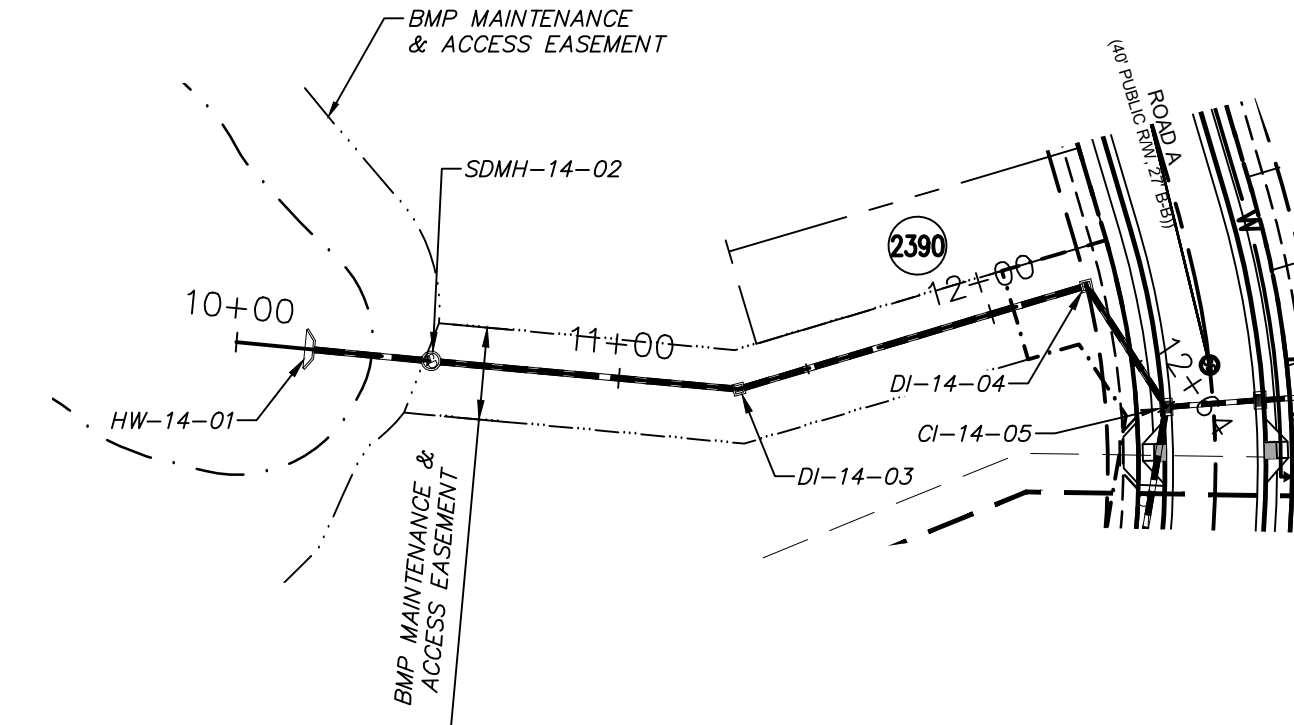 BMP MAINTENANCE
& ACCESS EASEMENT
ROAD A
(40' PUBLIC R/W, 27' B-B))
SDMH-14-02
2390
W
10+00
11+00
12+00
HW-14-01
DI-14-04
CI-14-05
DI-14-03
BMP MAINTENANCE &
ACCESS EASEMENT